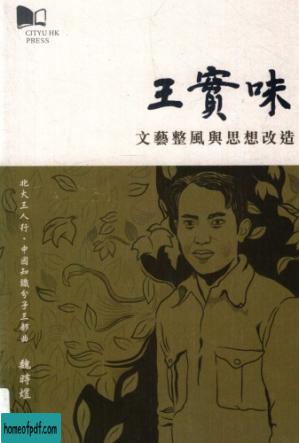 CITYU HK
PRESS
王實味
文藝整風與思想改造
北大三人行·中國知識分子三部曲
魏時煜
homeofpdf.com